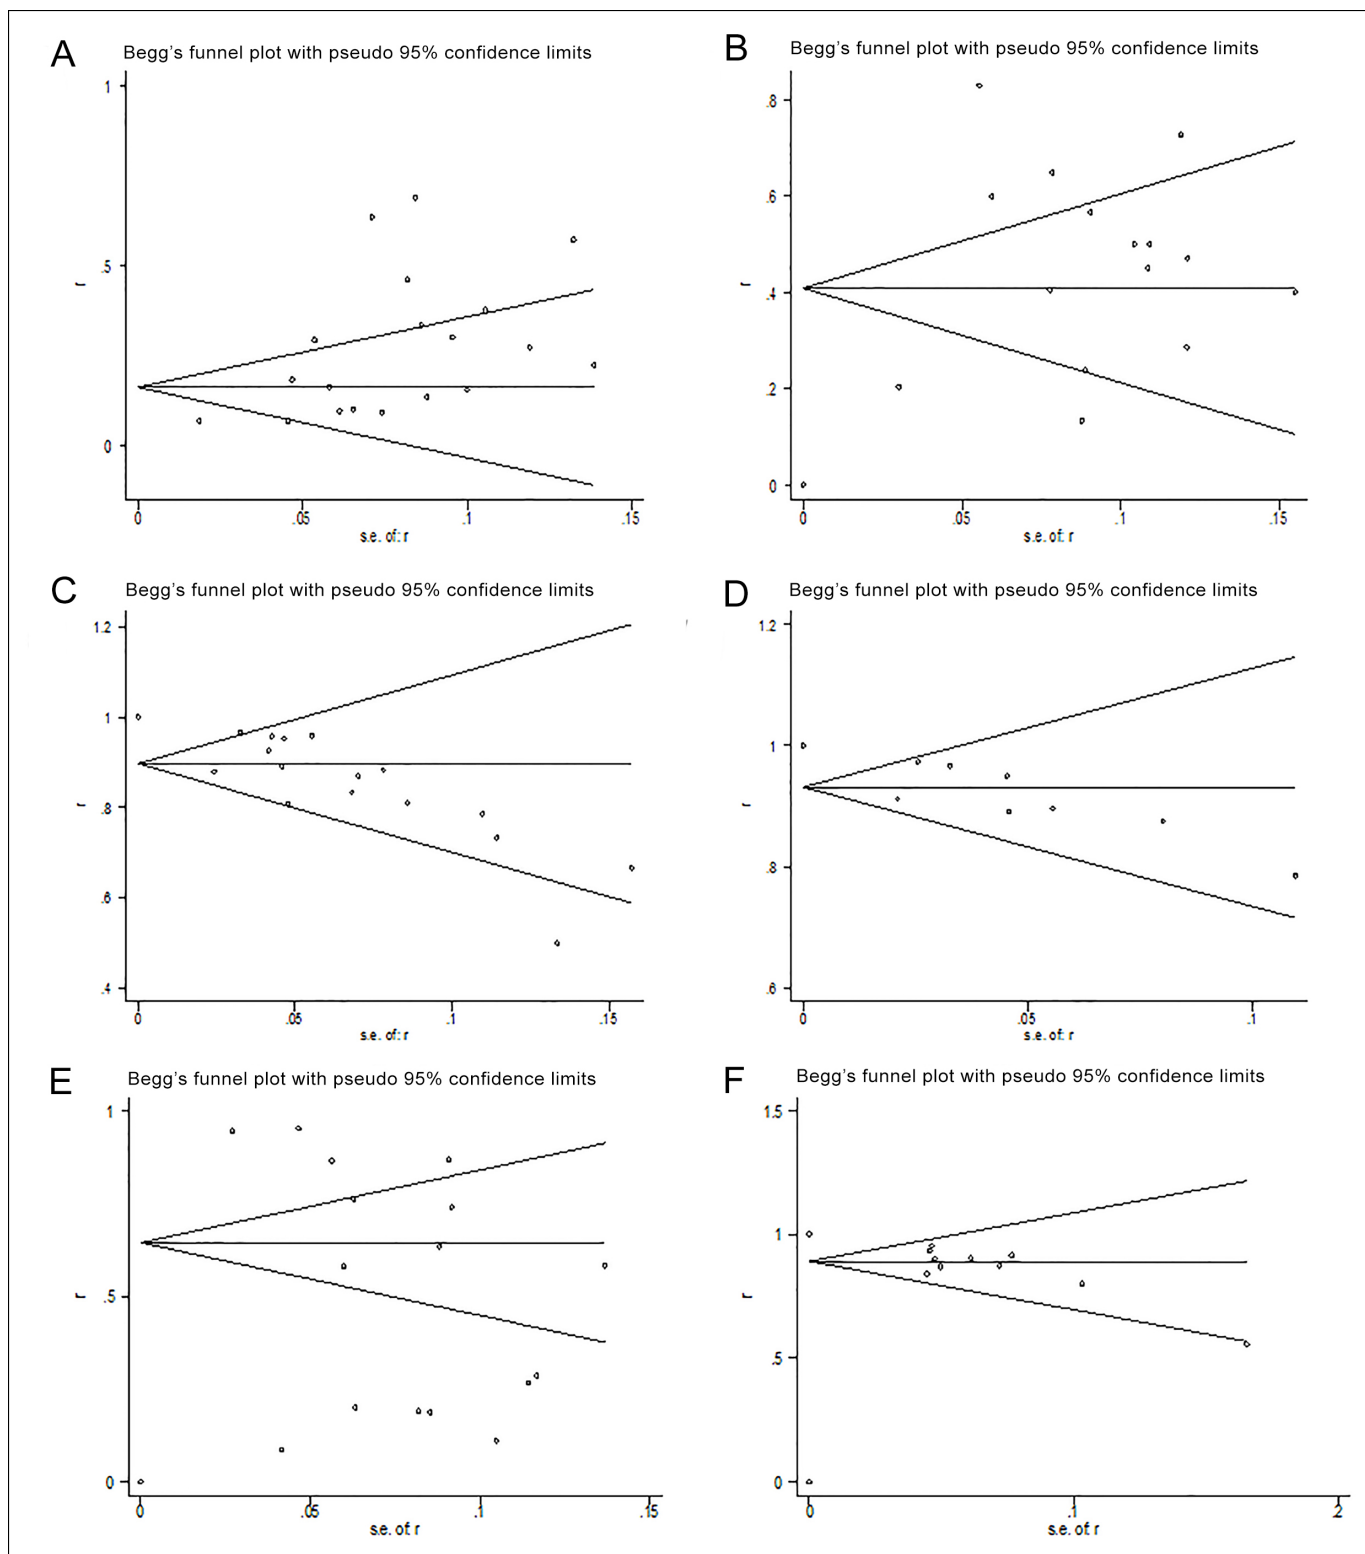 A
Begg's funnel plot with pseudo 95% confidence limits
1
.5
0
r
0 .05 .1 .15
s.e. of: r
B
Begg's funnel plot with pseudo 95% confidence limits
.8
.6
.4
.2
0
r
0 .05 .1 .15
s.e. of: r
C
Begg's funnel plot with pseudo 95% confidence limits
1.2
1
.8
.6
.4
r
0 .05 .1 .15
s.e. of: r
D
Begg's funnel plot with pseudo 95% confidence limits
1.2
1
.8
.6
r
0 .05 .1
s.e. of: r
E
Begg's funnel plot with pseudo 95% confidence limits
1
.5
0
r
0 .05 .1 .15
s.e. of: r
F
Begg's funnel plot with pseudo 95% confidence limits
1.5
1
.5
0
r
0 .1 .2
s.e. of: r